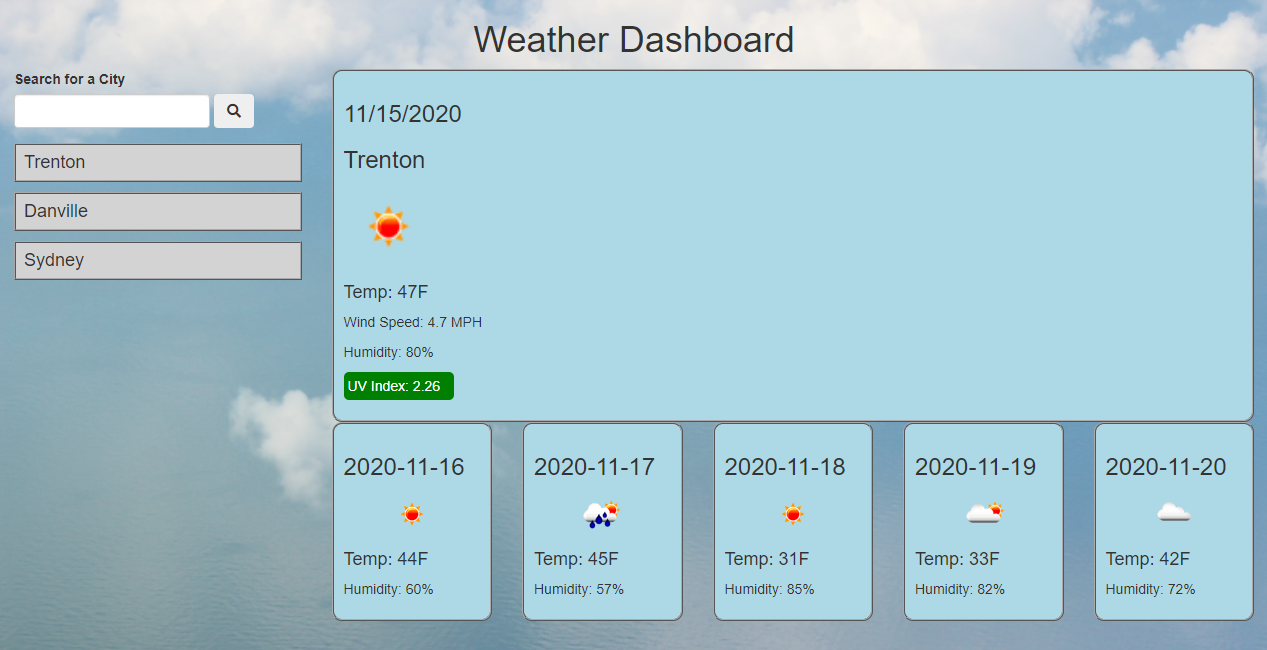 Weather Dashboard
Search for a City
Trenton
Danville
Sydney
11/15/2020
Trenton
Temp: 47F
Wind Speed: 4.7 MPH
Humidity: 80%
UV Index: 2.26
2020-11-16
Temp: 44F
Humidity: 60%
2020-11-17
Temp: 45F
Humidity: 57%
2020-11-18
Temp: 31F
Humidity: 85%
2020-11-19
Temp: 33F
Humidity: 82%
2020-11-20
Temp: 42F
Humidity: 72%